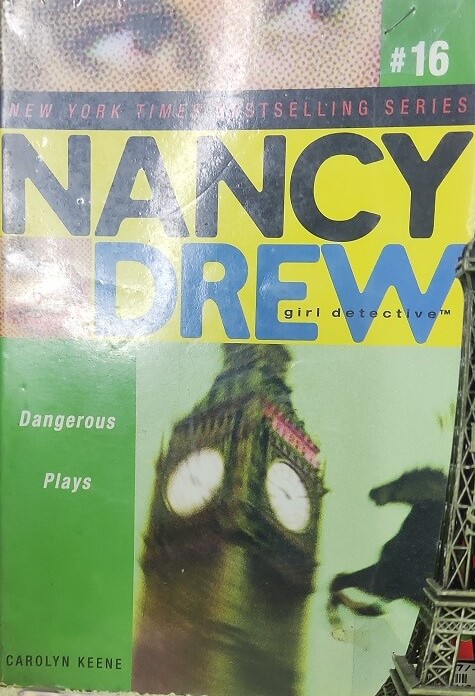 #16
NEW YORK TIMES BESTSELLING SERIES
NANCY
DREW
girl detective™
Dangerous
Plays
CAROLYN KEENE